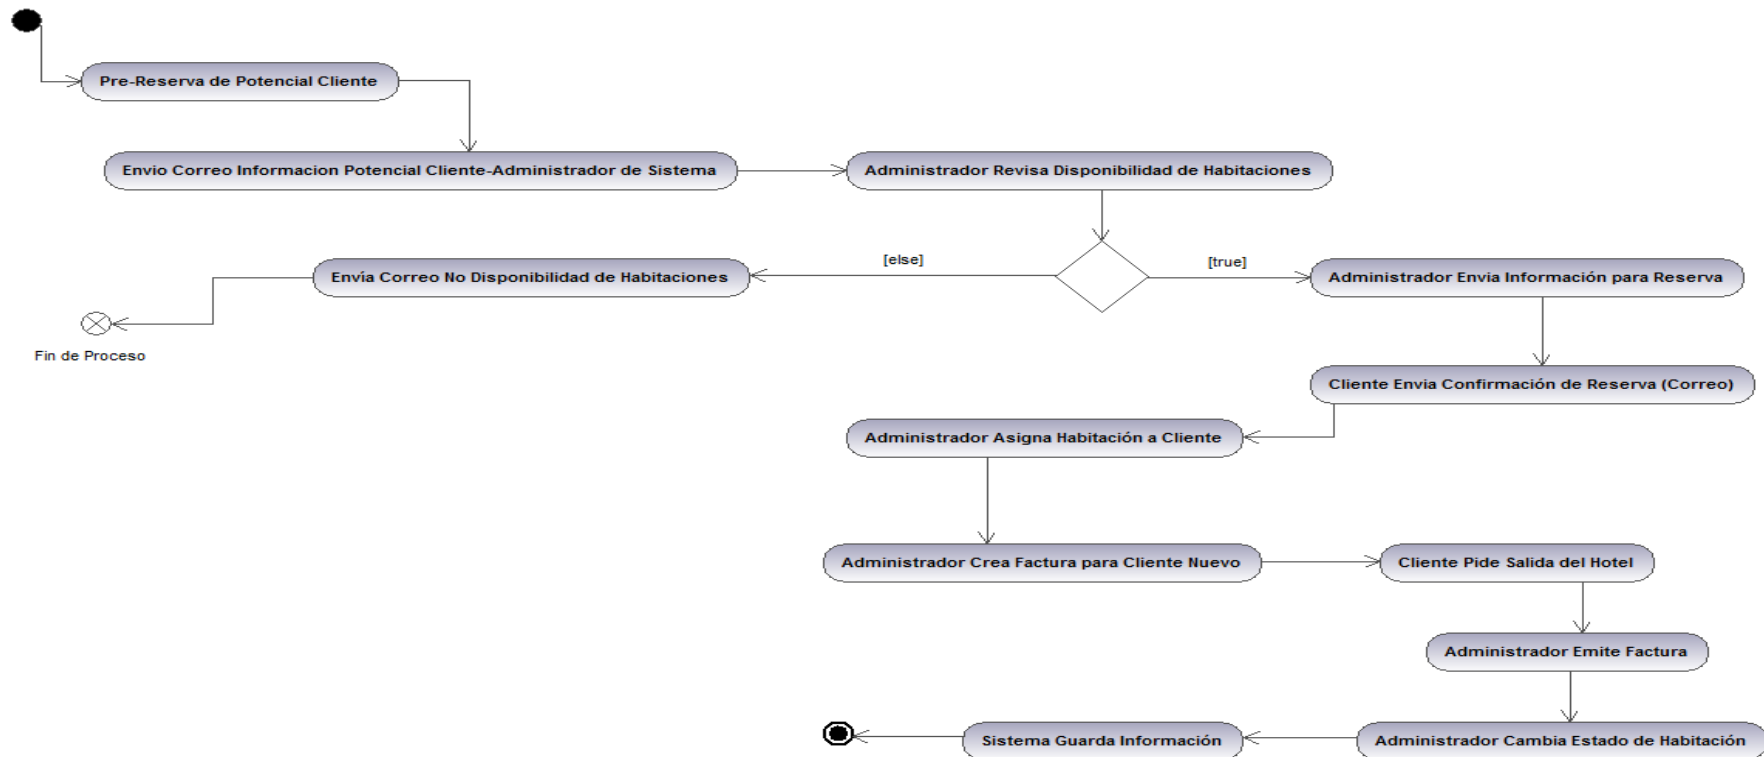 Pre-Reserva de Potencial Cliente
Envio Correo Informacion Potencial Cliente-Administrador de Sistema
Administrador Revisa Disponibilidad de Habitaciones
[else]
[true]
Envía Correo No Disponibilidad de Habitaciones
Administrador Envia Información para Reserva
Fin de Proceso
Cliente Envia Confirmación de Reserva (Correo)
Administrador Asigna Habitación a Cliente
Administrador Crea Factura para Cliente Nuevo
Cliente Pide Salida del Hotel
Administrador Emite Factura
Administrador Cambia Estado de Habitación
Sistema Guarda Información